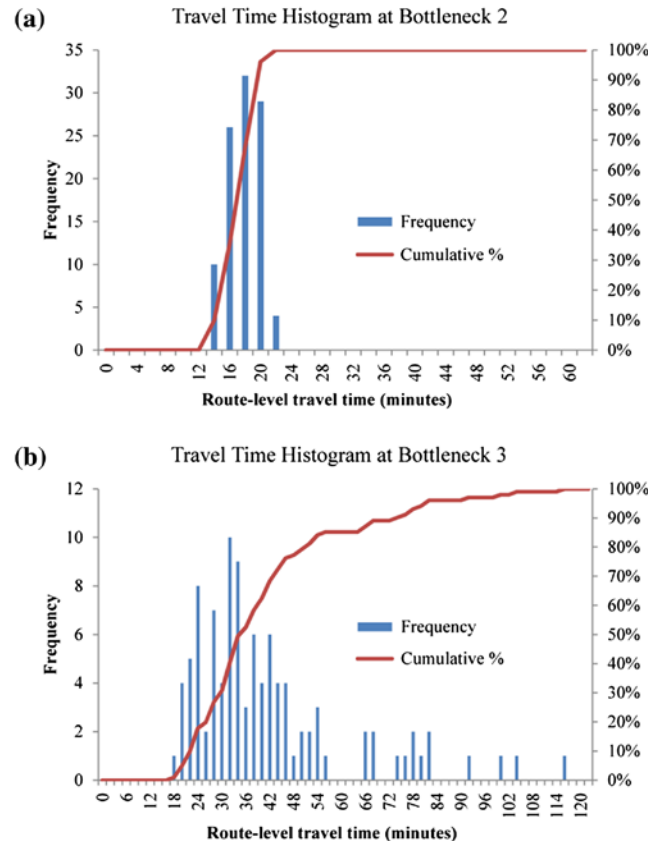 (a)
Travel Time Histogram at Bottleneck 2
35
30
25
20
15
10
5
0
Frequency
100%
90%
80%
70%
60%
50%
40%
30%
20%
10%
0%
Frequency
Cumulative %
0 4 8 12 16 20 24 28 32 36 40 44 48 52 56 60
Route-level travel time (minutes)
(b)
Travel Time Histogram at Bottleneck 3
12
10
8
6
4
2
0
Frequency
100%
90%
80%
70%
60%
50%
40%
30%
20%
10%
0%
Frequency
Cumulative %
0 6 12 18 24 30 36 42 48 54 60 66 72 78 84 90 96 102 108 114 120
Route-level travel time (minutes)